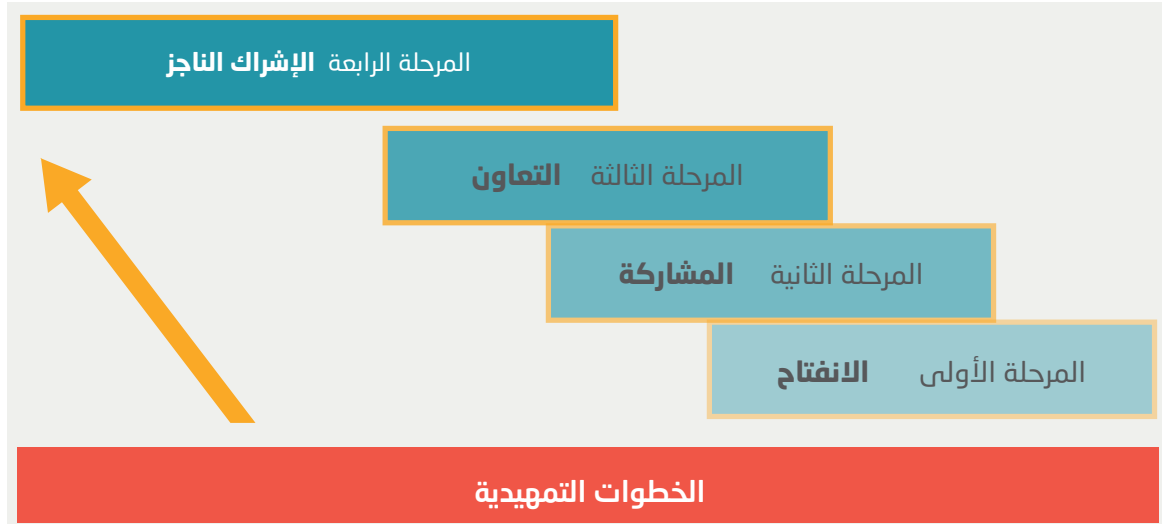 المرحلة الرابعة الإشراك الناجز
المرحلة الثالثة التعاون
المرحلة الثانية المشاركة
المرحلة الأولى الانفتاح
الخطوات التمهيدية